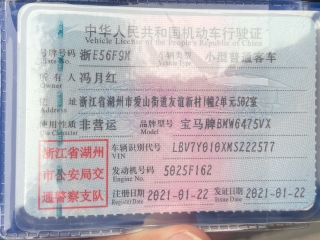 中华人民共和国机动车行驶证
Vehicle License of the People's Republic of China
号牌号码 浙E56F9M 车辆类型 小型普通客车
Plate No. Vehicle Type
所有人 冯月红
Owner
住址 浙江省湖州市爱山街道友谊新村1幢2单元502室
Address
使用性质 非营运 品牌型号 宝马牌BMW6475VX
Use Character Model
浙江省湖州市公安局交通警察支队
车辆识别代号 LBV7Y010XMSZ22577
VIN
发动机号码 5025F162
Engine No.
注册日期 2021-01-22 发证日期 2021-01-22
Register Date Issue Date